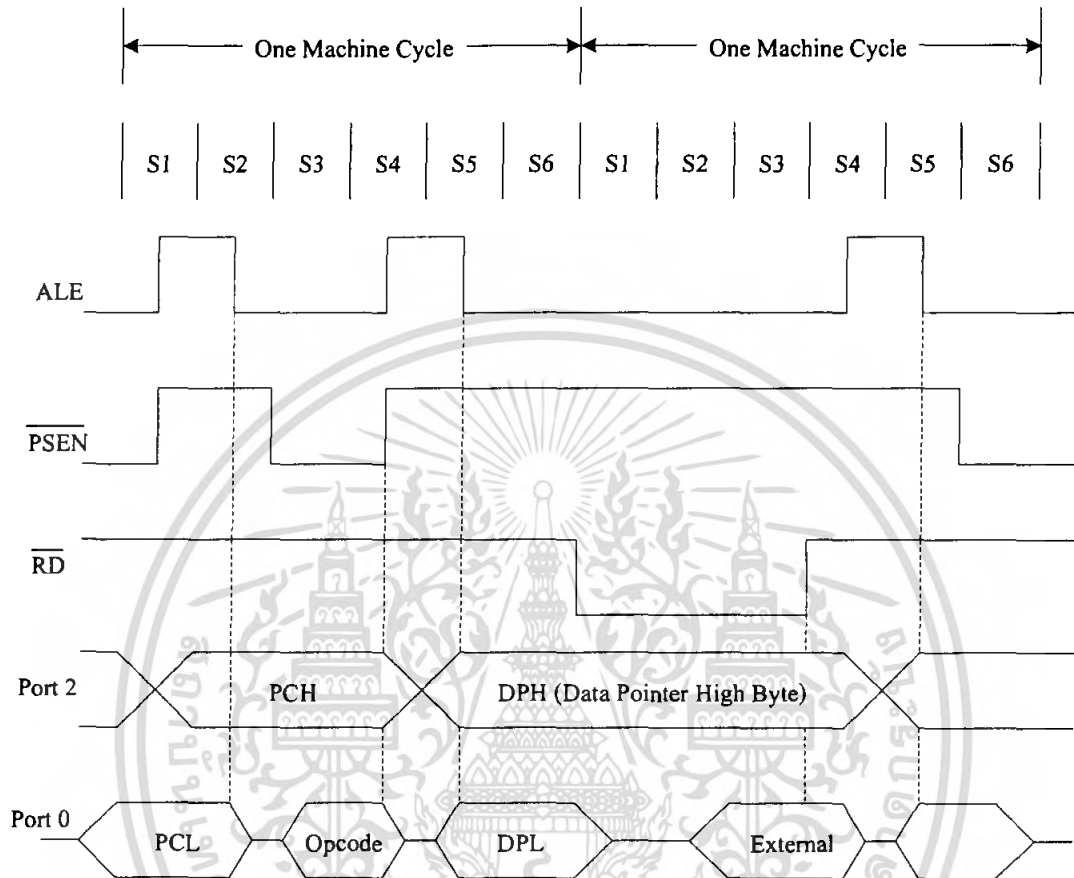 One Machine Cycle One Machine Cycle
S1 S2 S3 S4 S5 S6 S1 S2 S3 S4 S5 S6
ALE
PSEN
RD
Port 2 PCH DPH (Data Pointer High Byte)
Port 0 PCL Opcode DPL External